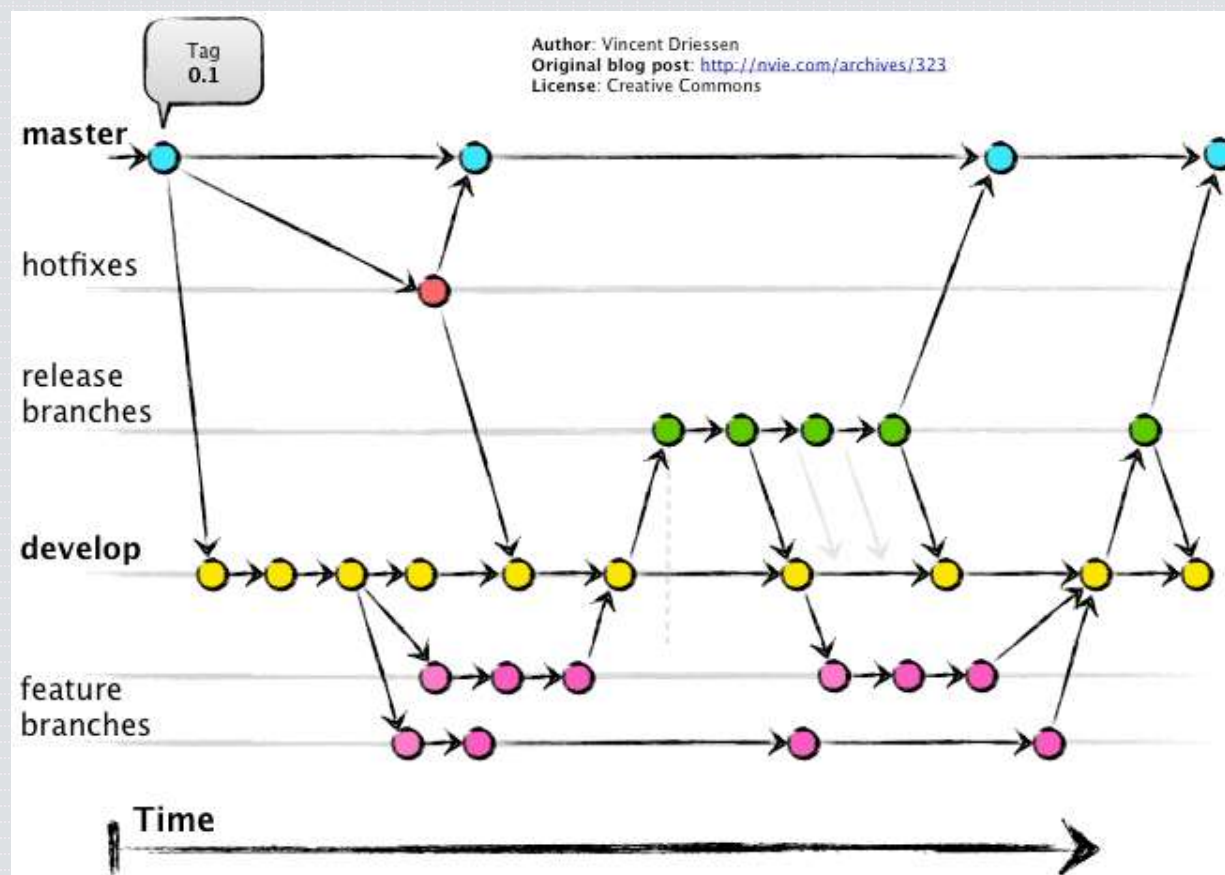 Tag
0.1
Author: Vincent Driessen
Original blog post: http://nvie.com/archives/323
License: Creative Commons
master
hotfixes
release
branches
develop
feature
branches
Time